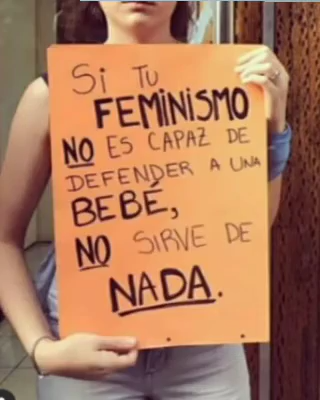 Si TU
FEMINISMO
NO ES CAPAZ DE
DEFENDER A UNA
BEBÉ,
NO SIRVE DE
NADA.